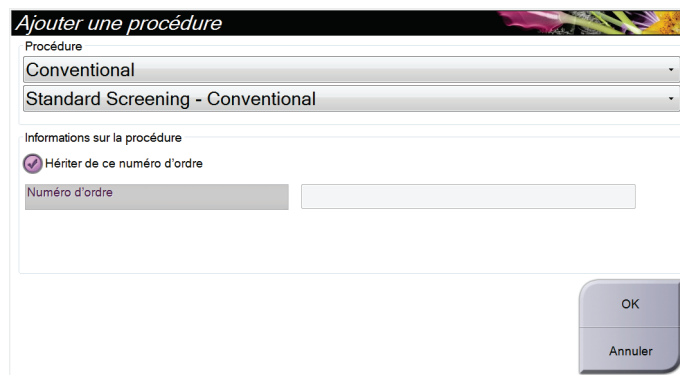 Ajouter une procédure
Procédure
Conventional
Standard Screening - Conventional
Informations sur la procédure
Hériter de ce numéro d'ordre
Numéro d'ordre
OK
Annuler